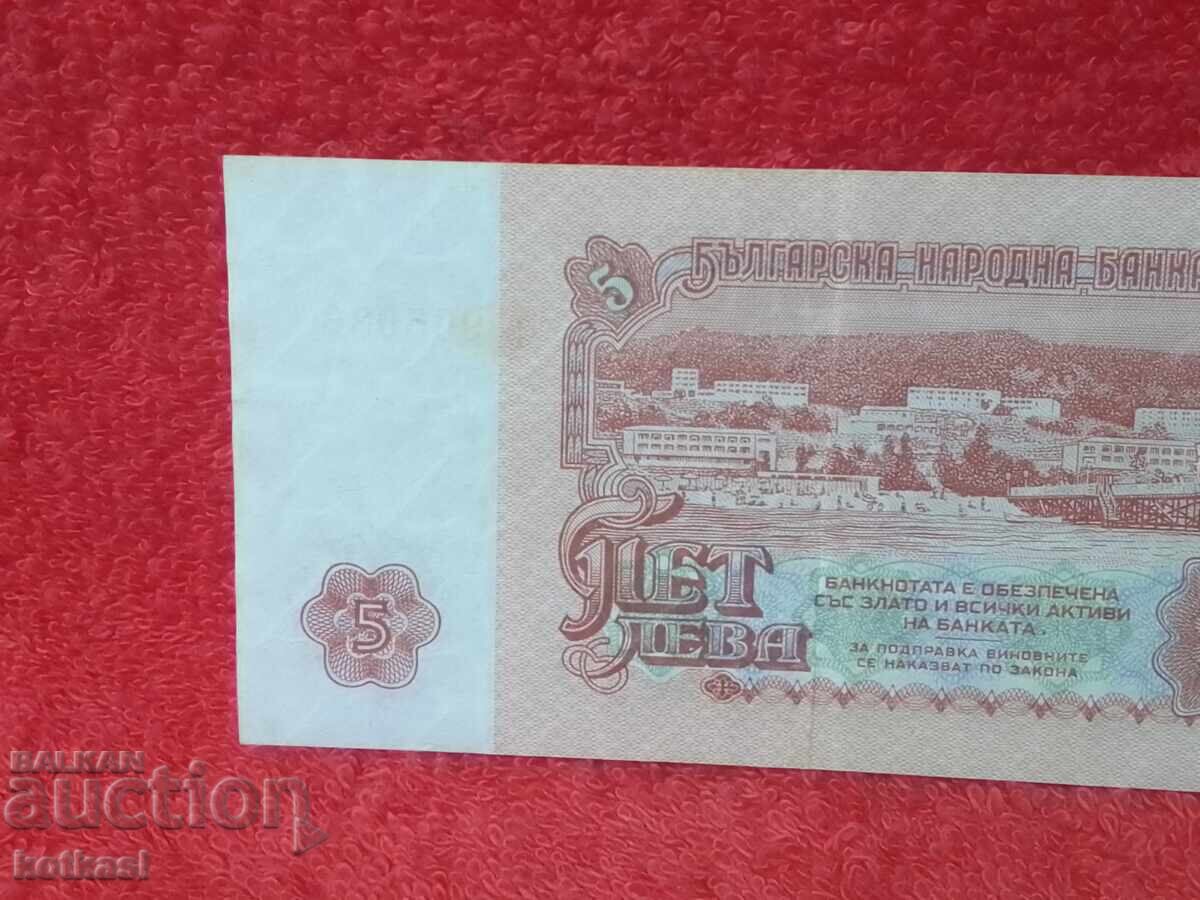 5
БЪЛГАРСКА НАРОДНА БАНКА
ПЕТ
ЛЕВА
БАНКНОТАТА Е ОБЕЗПЕЧЕНА
СЪС ЗЛАТО И ВСИЧКИ АКТИВИ
НА БАНКАТА.
ЗА ПОДПРАВКА ВИНОВНИТЕ
СЕ НАКАЗВАТ ПО ЗАКОНА
5
BALKAN
auction
kotkasl